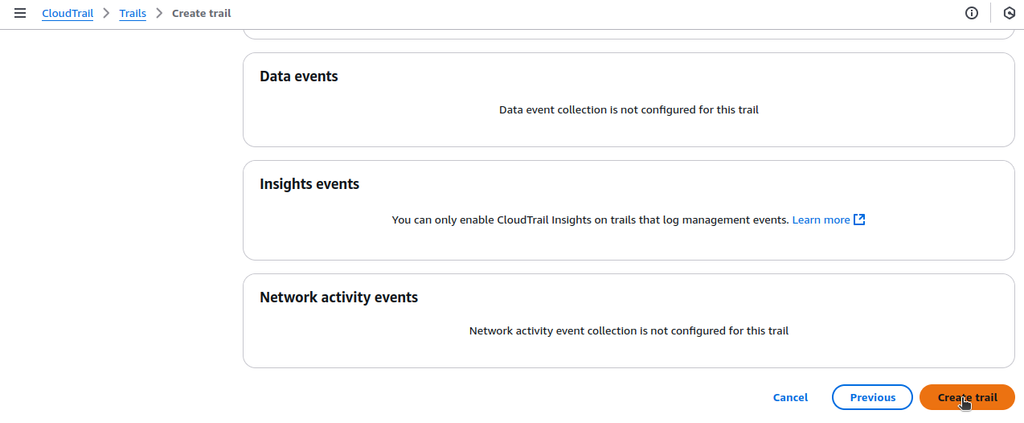 CloudTrail > Trails > Create trail
Data events
Data event collection is not configured for this trail
Insights events
You can only enable CloudTrail Insights on trails that log management events. Learn more
Network activity events
Network activity event collection is not configured for this trail
Cancel Previous Create trail